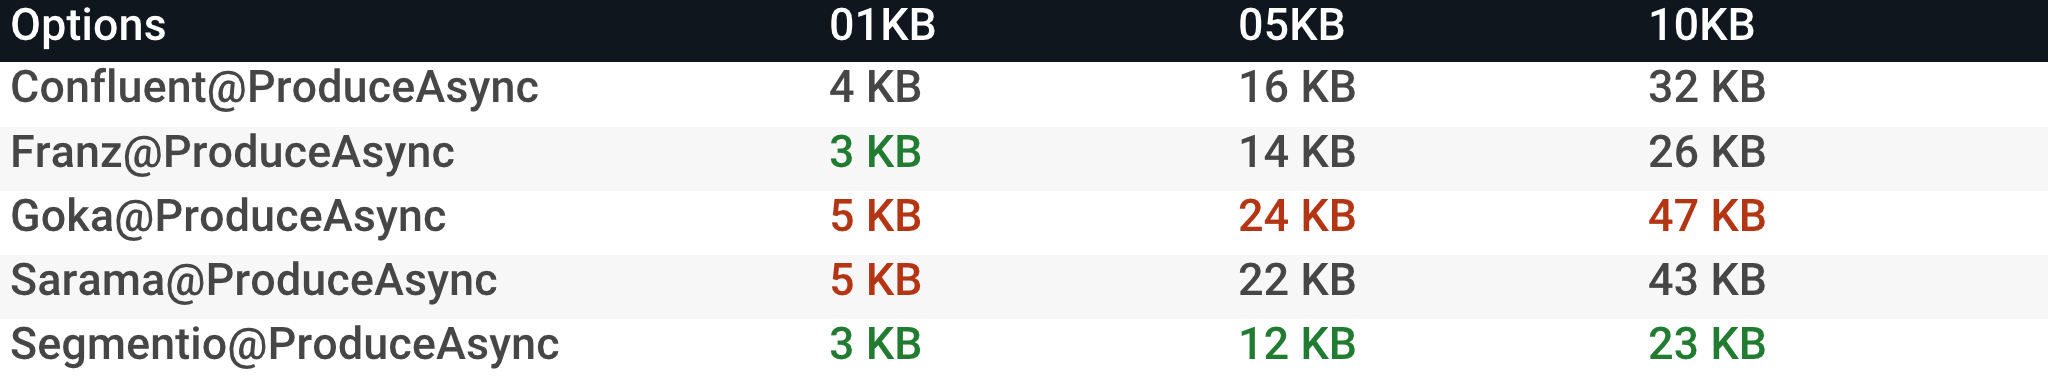 Options 01KB 05KB 10KB
Confluent@ProduceAsync 4 KB 16 KB 32 KB
Franz@ProduceAsync 3 KB 14 KB 26 KB
Goka@ProduceAsync 5 KB 24 KB 47 KB
Sarama@ProduceAsync 5 KB 22 KB 43 KB
Segmentio@ProduceAsync 3 KB 12 KB 23 KB